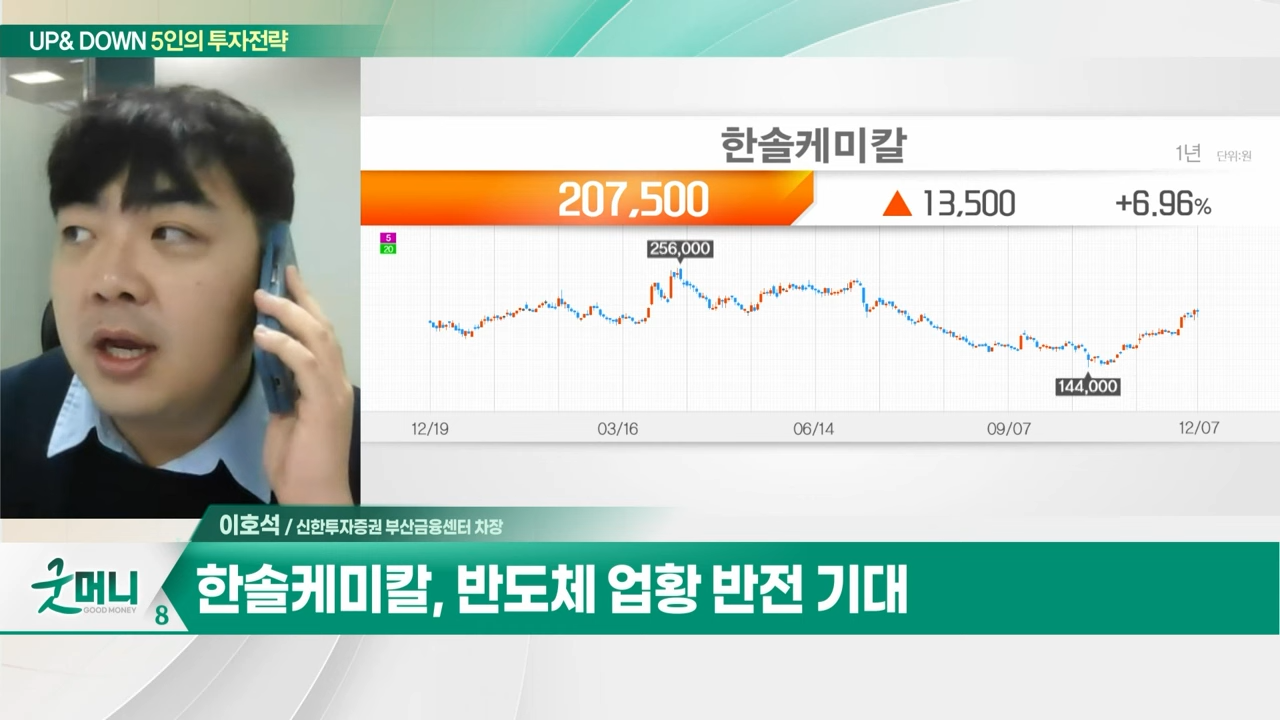 UP& DOWN 5인의 투자전략
한솔케미칼
1년 단위:원
207,500 ▲ 13,500 +6.96%
5
20
256,000
144,000
12/19 03/16 06/14 09/07 12/07
이호석 / 신한투자증권 부산금융센터 차장
굿머니
GOOD MONEY
8
한솔케미칼, 반도체 업황 반전 기대